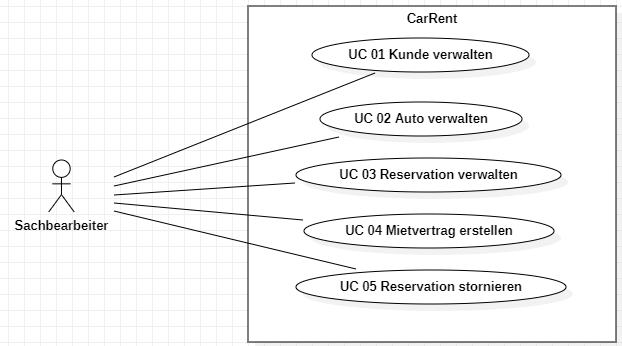 CarRent
UC 01 Kunde verwalten
UC 02 Auto verwalten
UC 03 Reservation verwalten
Sachbearbeiter
UC 04 Mietvertrag erstellen
UC 05 Reservation stornieren